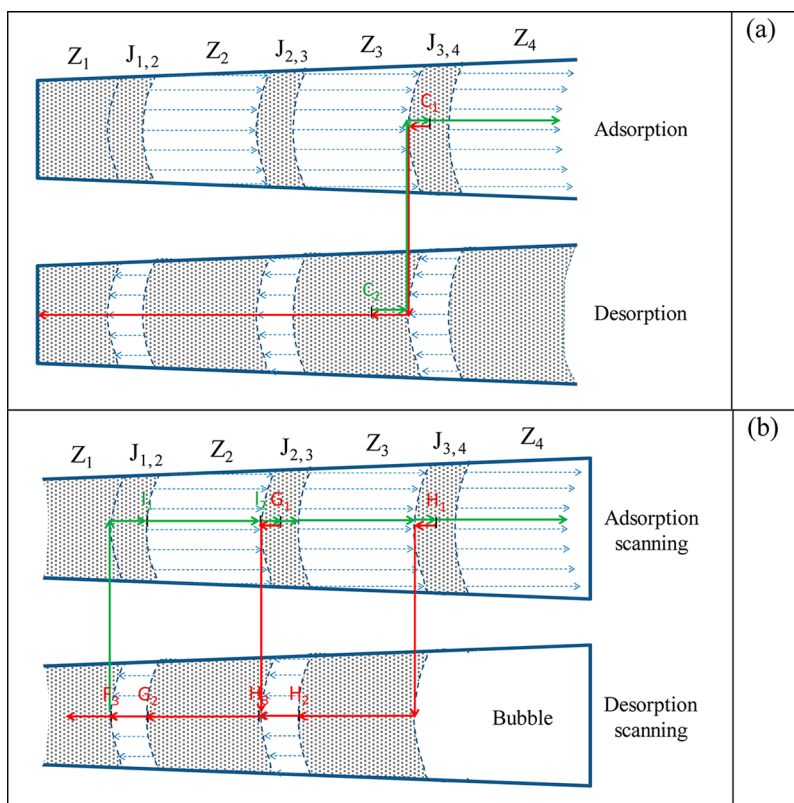 (a)
Z1 J1,2 Z2 J2,3 Z3 J3,4 Z4
C1
Adsorption
C2
Desorption
(b)
Z1 J1,2 Z2 J2,3 Z3 J3,4 Z4
I1 I2 G1 H1
Adsorption
scanning
F3 G2 H3 H2
Bubble
Desorption
scanning